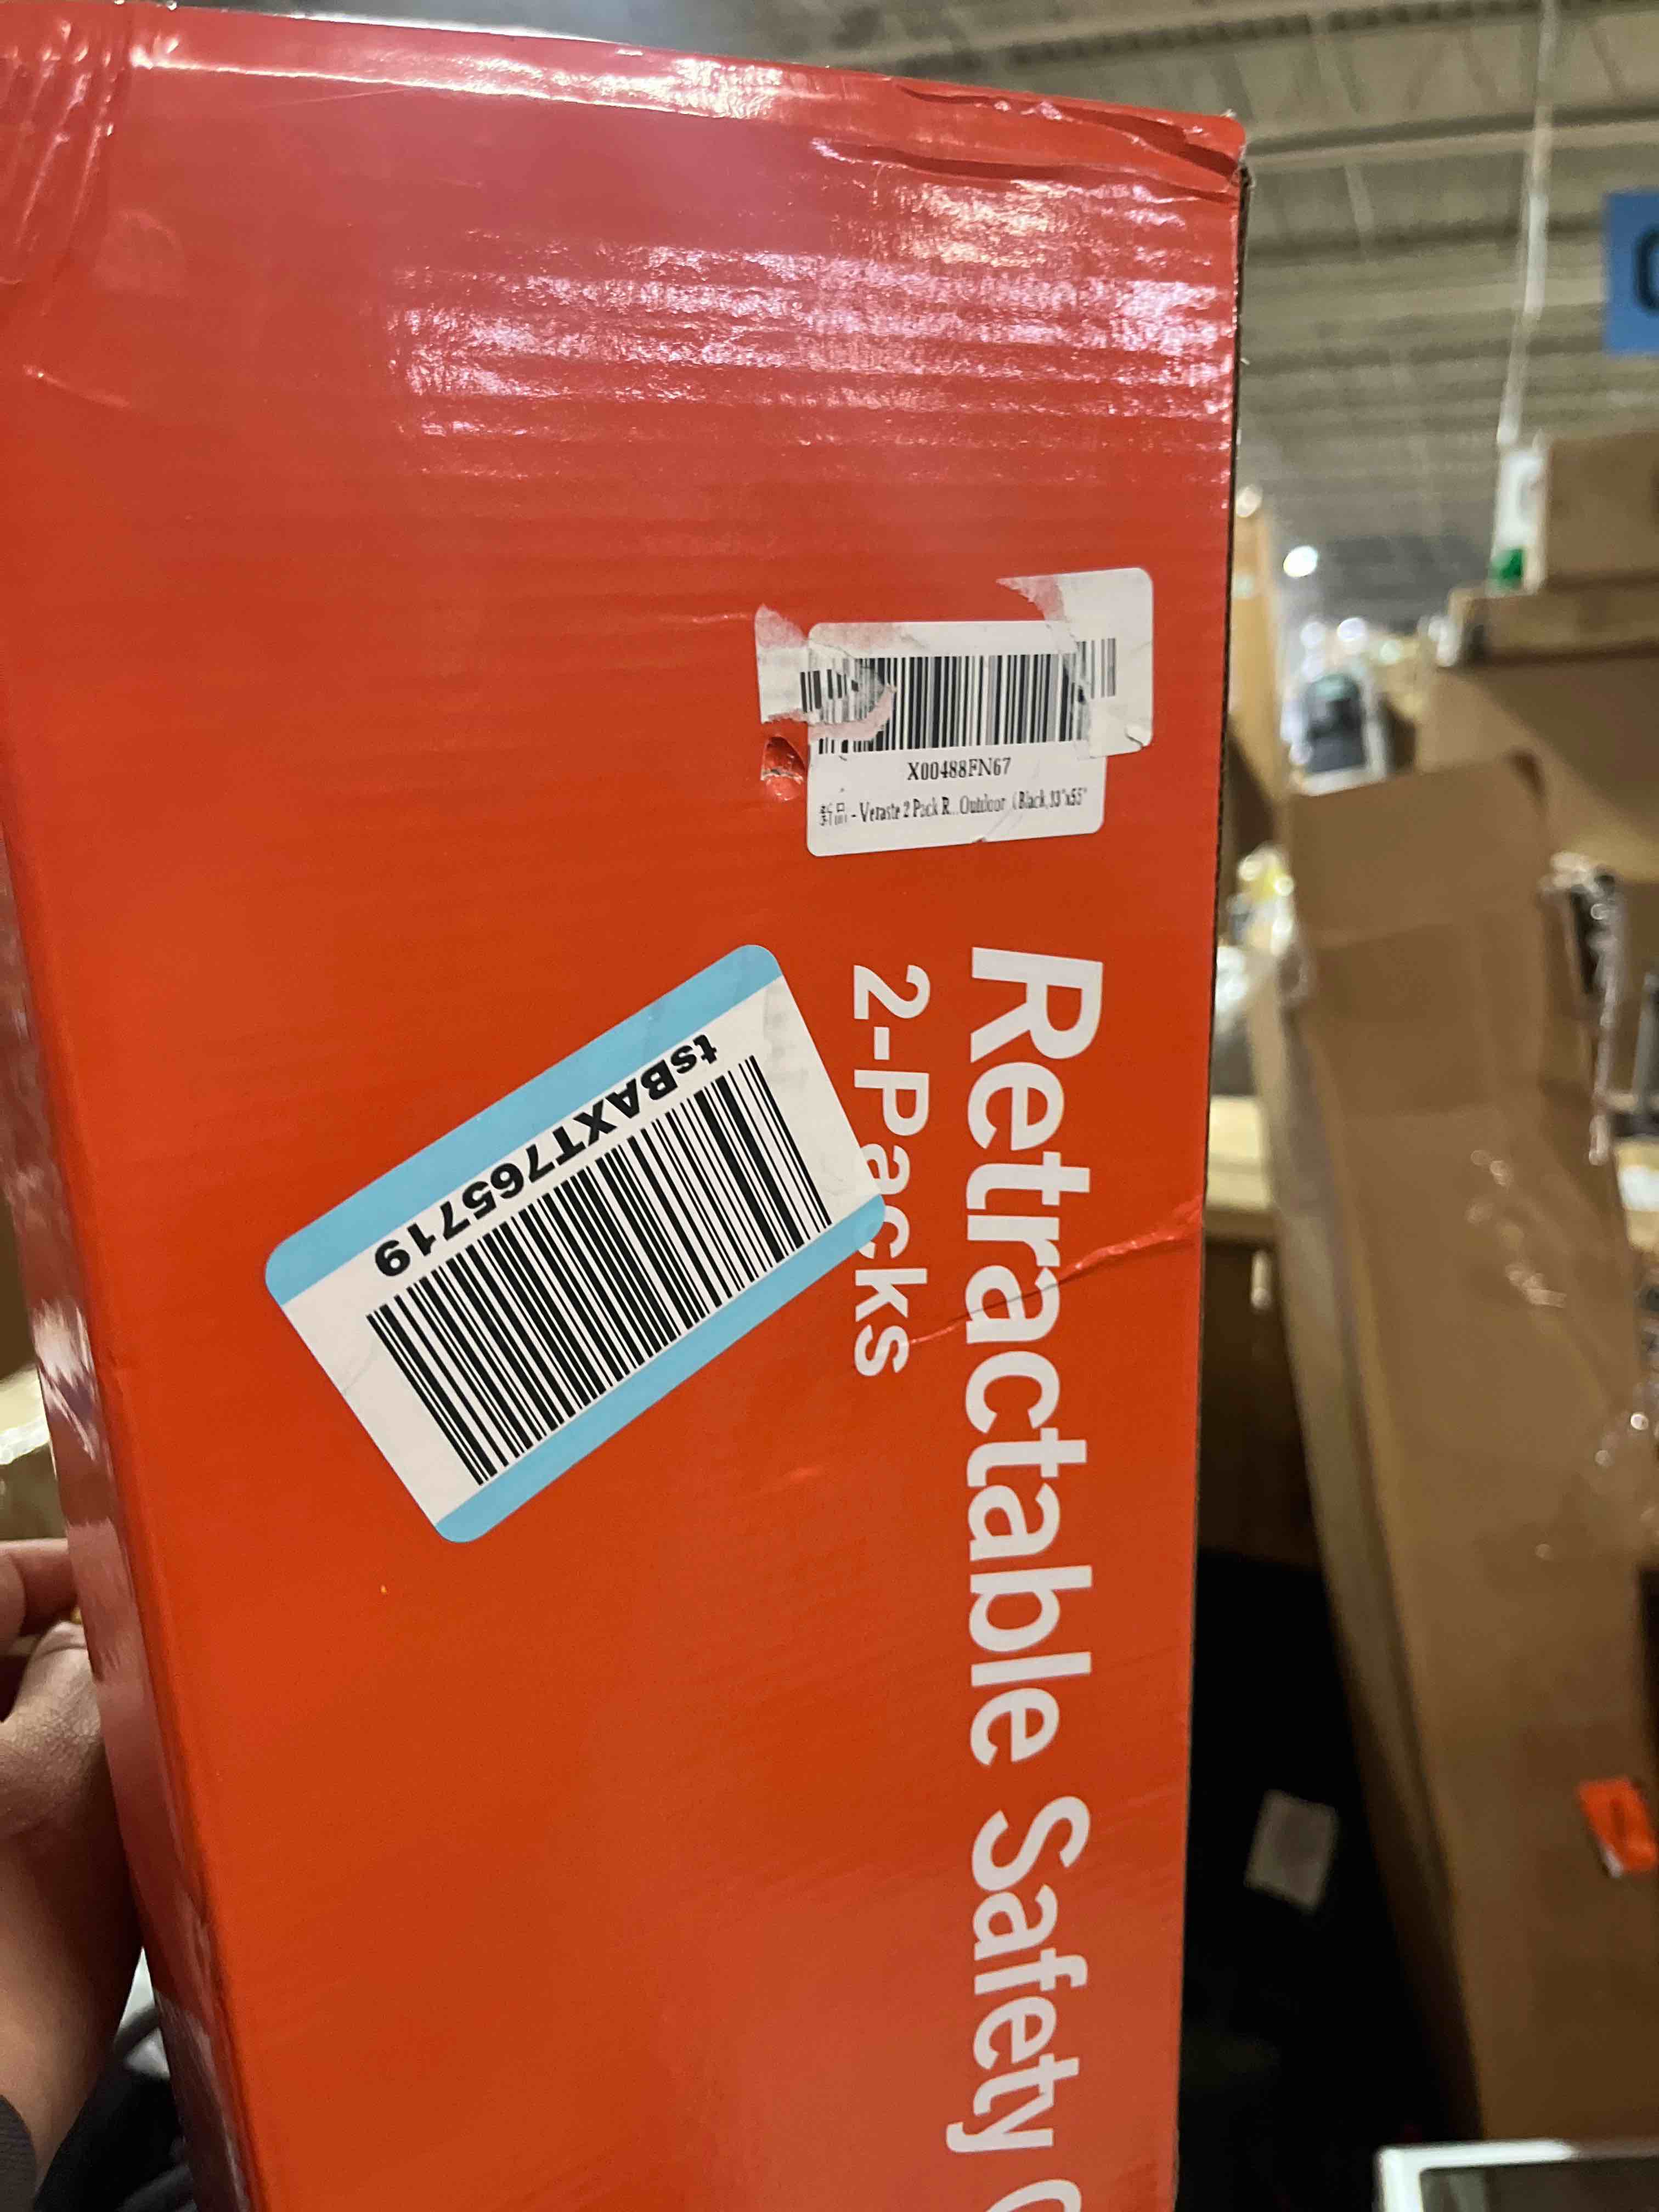 X00488FN67
新品 - Veraste 2 Pack R...Outdoor (Black,33"x55"
Retractable Safety
2-Packs
tsBAXT765719